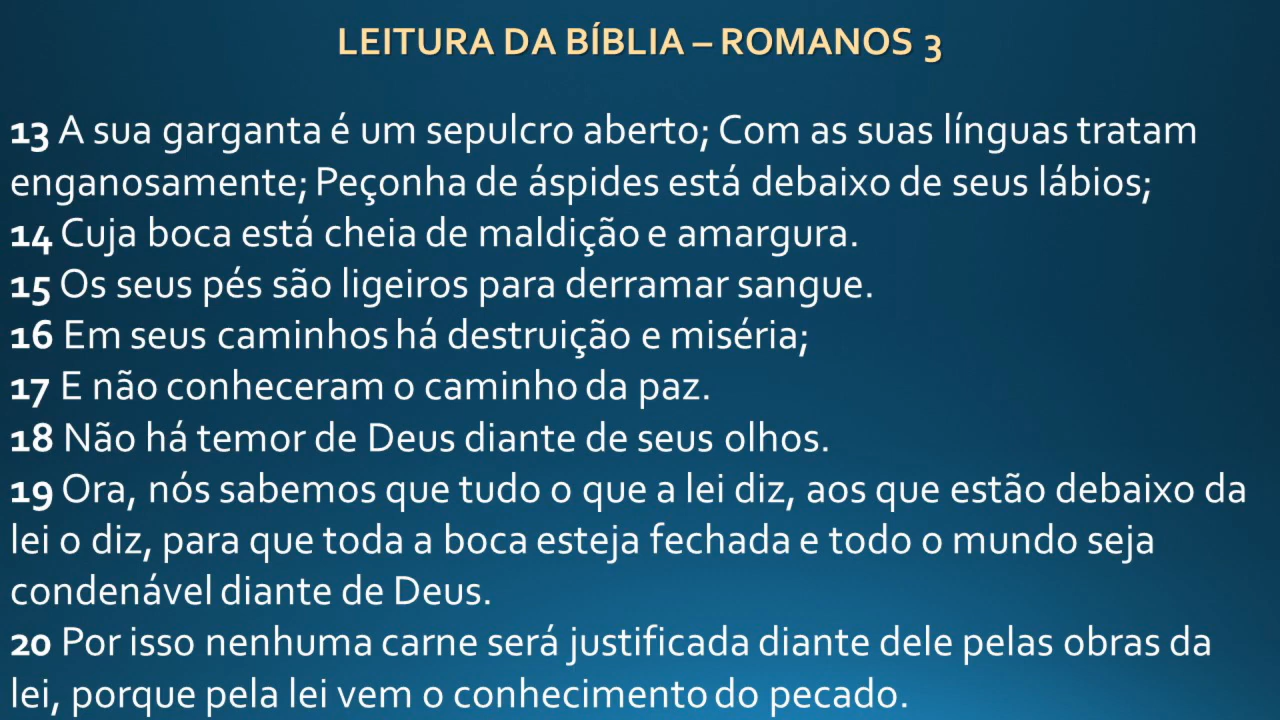 LEITURA DA BÍBLIA – ROMANOS 3
13 A sua garganta é um sepulcro aberto; Com as suas línguas tratam
enganosamente; Peçonha de áspides está debaixo de seus lábios;
14 Cuja boca está cheia de maldição e amargura.
15 Os seus pés são ligeiros para derramar sangue.
16 Em seus caminhos há destruição e miséria;
17 E não conheceram o caminho da paz.
18 Não há temor de Deus diante de seus olhos.
19 Ora, nós sabemos que tudo o que a lei diz, aos que estão debaixo da
lei o diz, para que toda a boca esteja fechada e todo o mundo seja
condenável diante de Deus.
20 Por isso nenhuma carne será justificada diante dele pelas obras da
lei, porque pela lei vem o conhecimento do pecado.